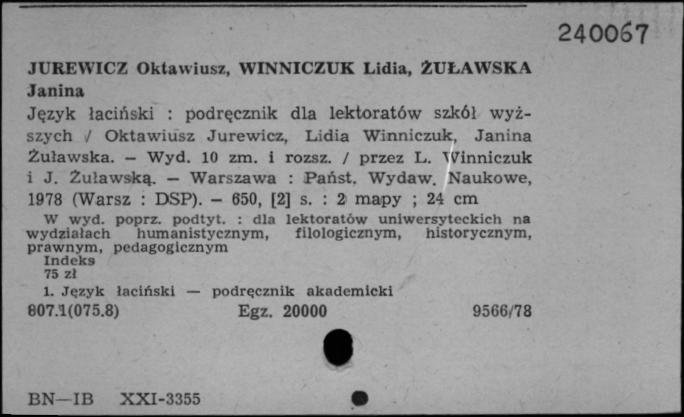 240067
JUREWICZ Oktawiusz, WINNICZUK Lidia, ŻUŁAWSKA
Janina
Język łaciński : podręcznik dla lektoratów szkół wyż-
szych / Oktawiusz Jurewicz, Lidia Winniczuk, Janina
Żuławska. — Wyd. 10 zm. i rozsz. / przez L. Winniczuk
i J. Żuławską. — Warszawa : Państ. Wydaw. Naukowe,
1978 (Warsz : DSP). — 650, [2] s. : 2 mapy ; 24 cm
W wyd. poprz. podtyt. : dla lektoratów uniwersyteckich na
wydziałach humanistycznym, filologicznym, historycznym,
prawnym, pedagogicznym
Indeks
75 zł
1. Język łaciński — podręcznik akademicki
807.1(075.8) Egz. 20000 9566/78
BN—IB XXI-3355